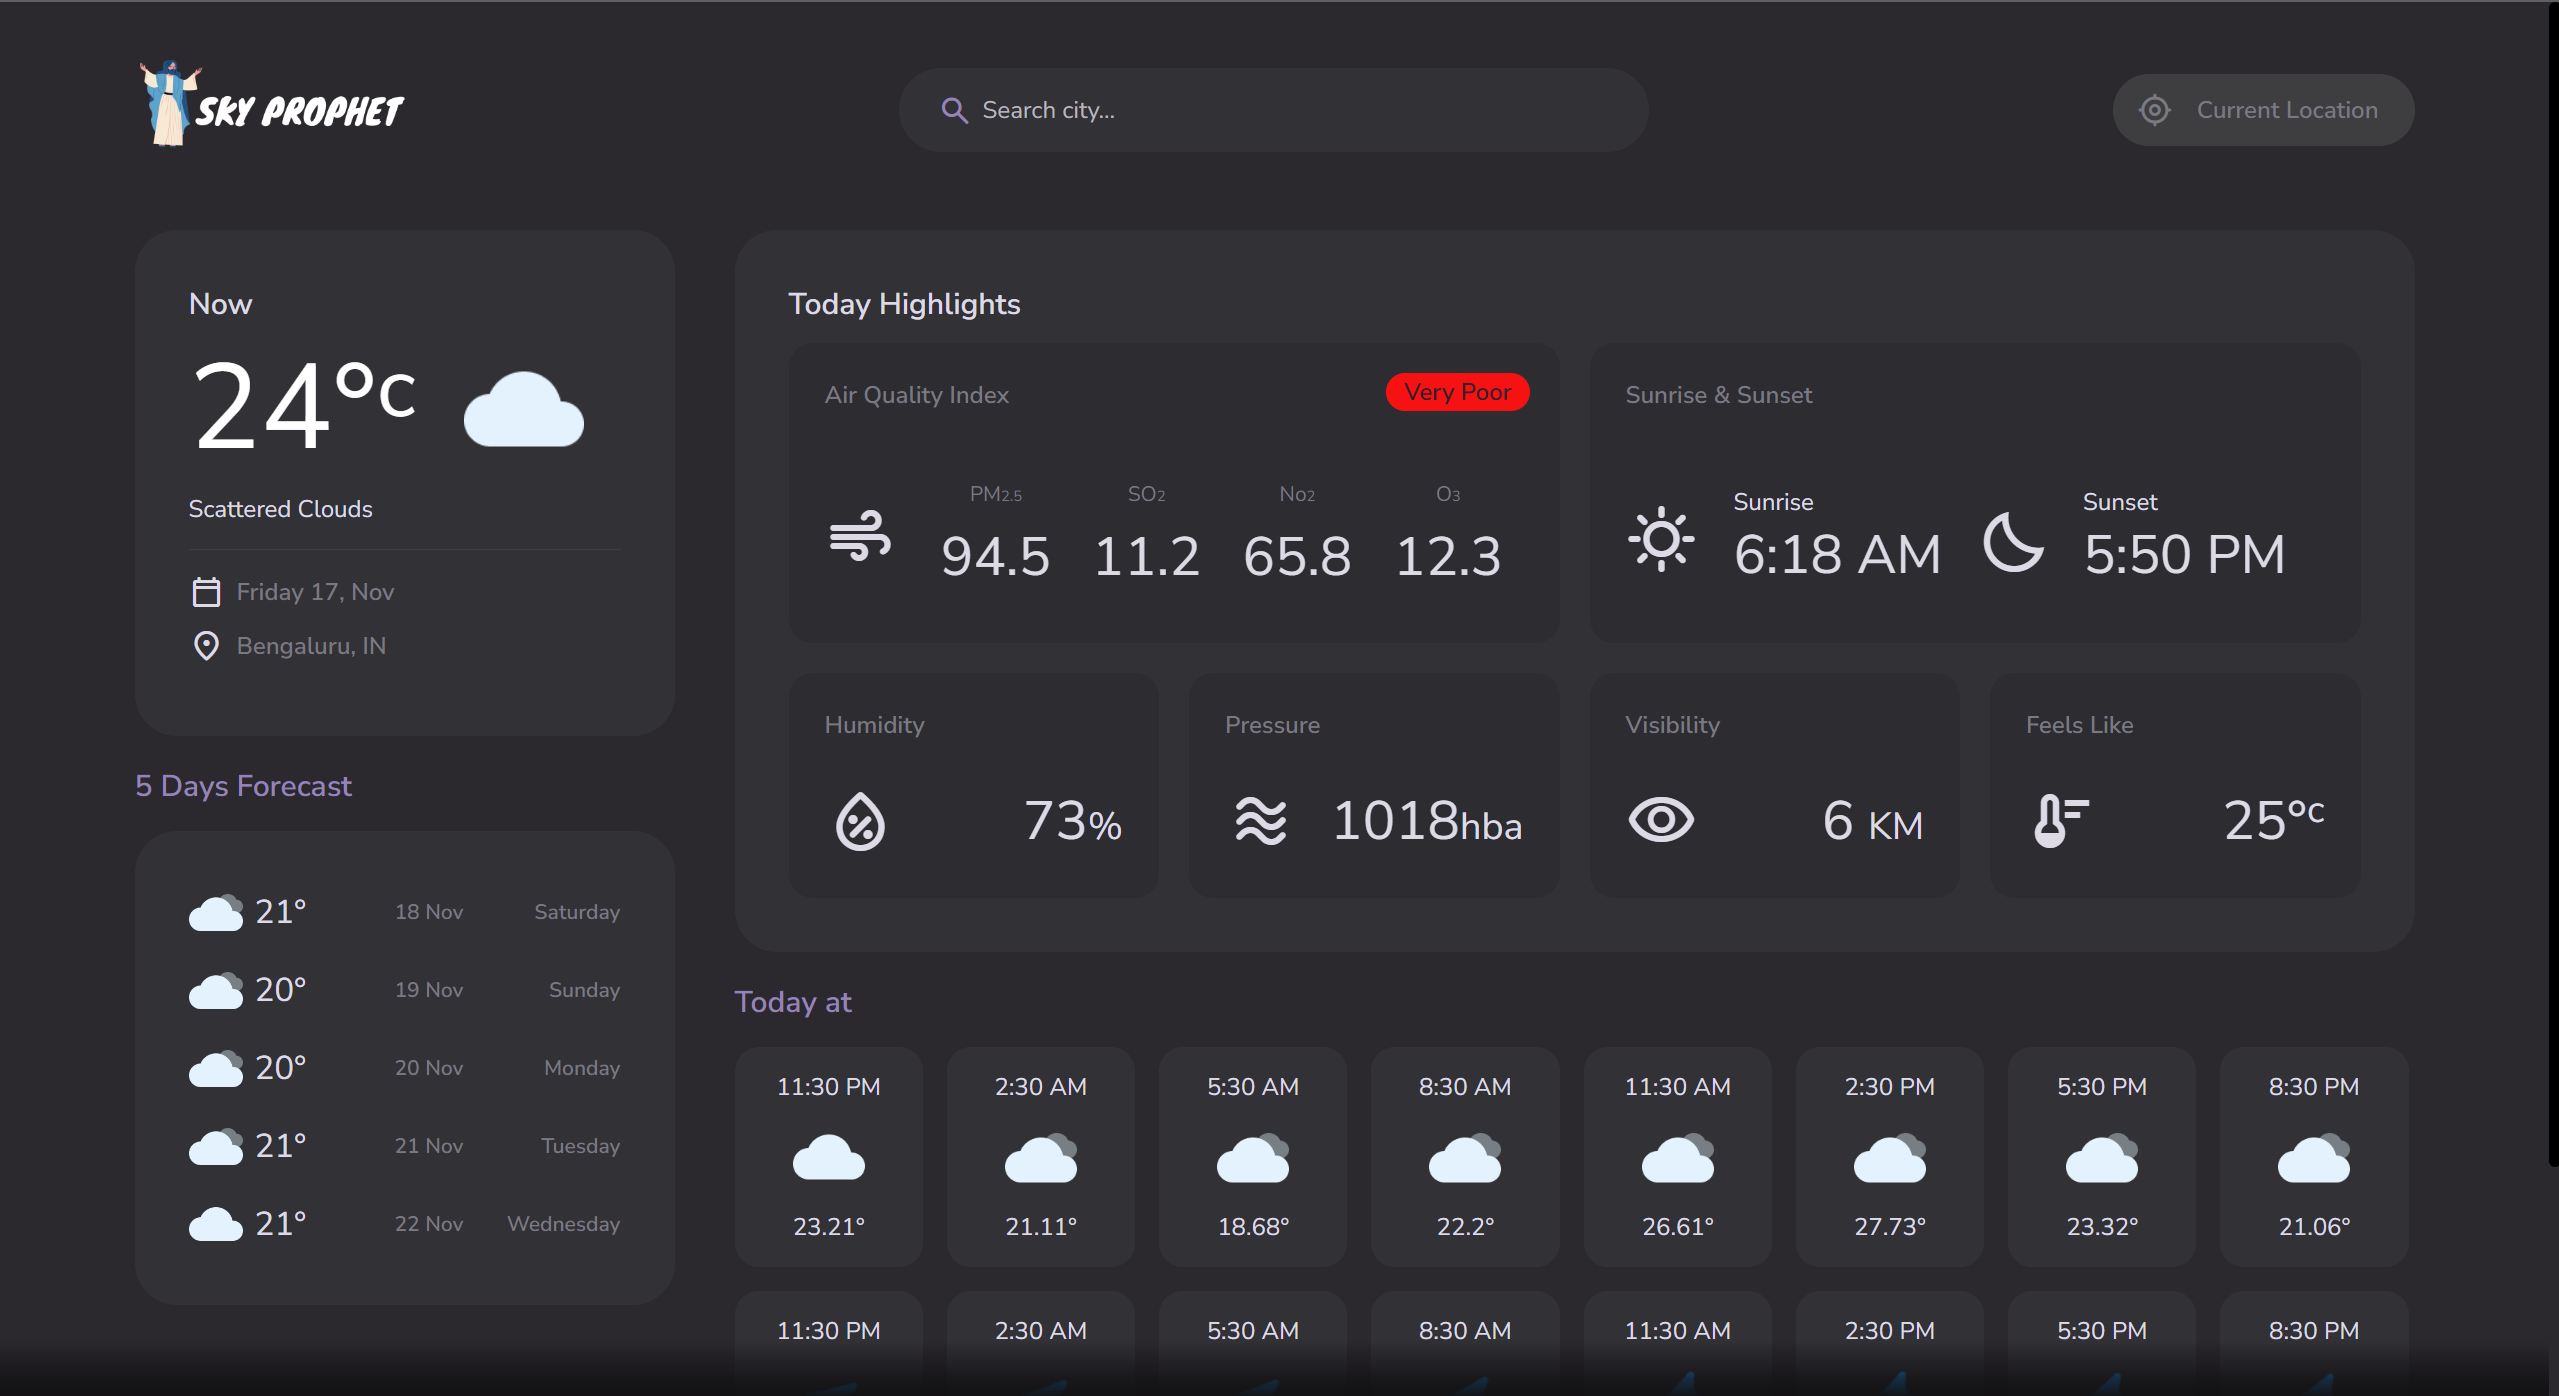 SKY PROPHET
Search city...
Current Location
Now
24°c
Scattered Clouds
Friday 17, Nov
Bengaluru, IN
5 Days Forecast
21° 18 Nov Saturday
20° 19 Nov Sunday
20° 20 Nov Monday
21° 21 Nov Tuesday
21° 22 Nov Wednesday
Today Highlights
Air Quality Index
Very Poor
PM2.5 SO2 No2 O3
94.5 11.2 65.8 12.3
Sunrise & Sunset
Sunrise Sunset
6:18 AM 5:50 PM
Humidity
73%
Pressure
1018hba
Visibility
6 KM
Feels Like
25°c
Today at
11:30 PM 2:30 AM 5:30 AM 8:30 AM 11:30 AM 2:30 PM 5:30 PM 8:30 PM
23.21° 21.11° 18.68° 22.2° 26.61° 27.73° 23.32° 21.06°
11:30 PM 2:30 AM 5:30 AM 8:30 AM 11:30 AM 2:30 PM 5:30 PM 8:30 PM